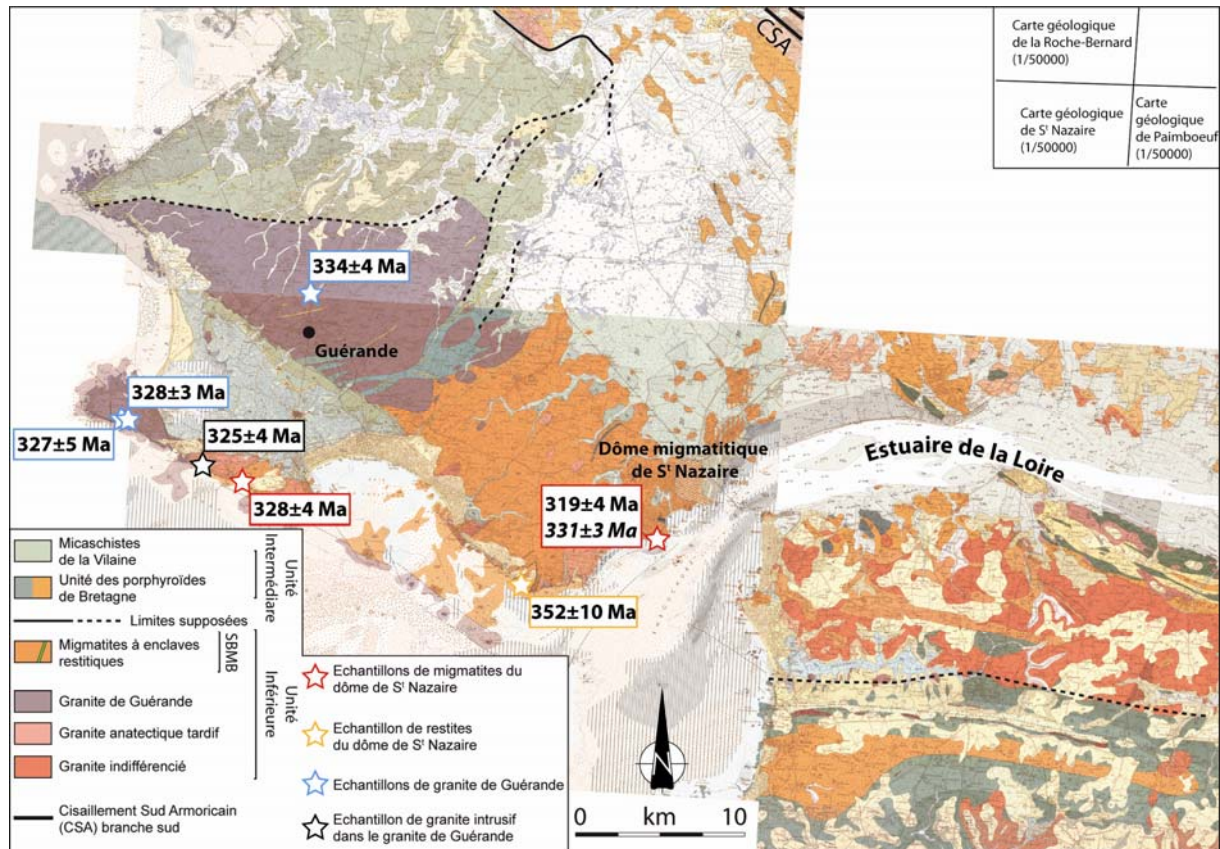 CSA
Carte géologique
de la Roche-Bernard
(1/50000)
Carte géologique
de Sᵗ Nazaire
(1/50000)
Carte
géologique
de Paimboeuf
(1/50000)
334±4 Ma
Guérande
328±3 Ma
327±5 Ma
325±4 Ma
328±4 Ma
Dôme migmatitique
de Sᵗ Nazaire
Estuaire de la Loire
319±4 Ma
331±3 Ma
352±10 Ma
Micaschistes
de la Vilaine
Unité des porphyroïdes
de Bretagne
Unité
Intermédiare
Limites supposées
Migmatites à enclaves
restitiques
SBMB
Granite de Guérande
Granite anatectique tardif
Granite indifférencié
Unité
Inférieure
Cisaillement Sud Armoricain
(CSA) branche sud
Echantillons de migmatites du
dôme de Sᵗ Nazaire
Echantillon de restites
du dôme de Sᵗ Nazaire
Echantillons de granite de Guérande
Echantillon de granite intrusif
dans le granite de Guérande
N
0 km 10